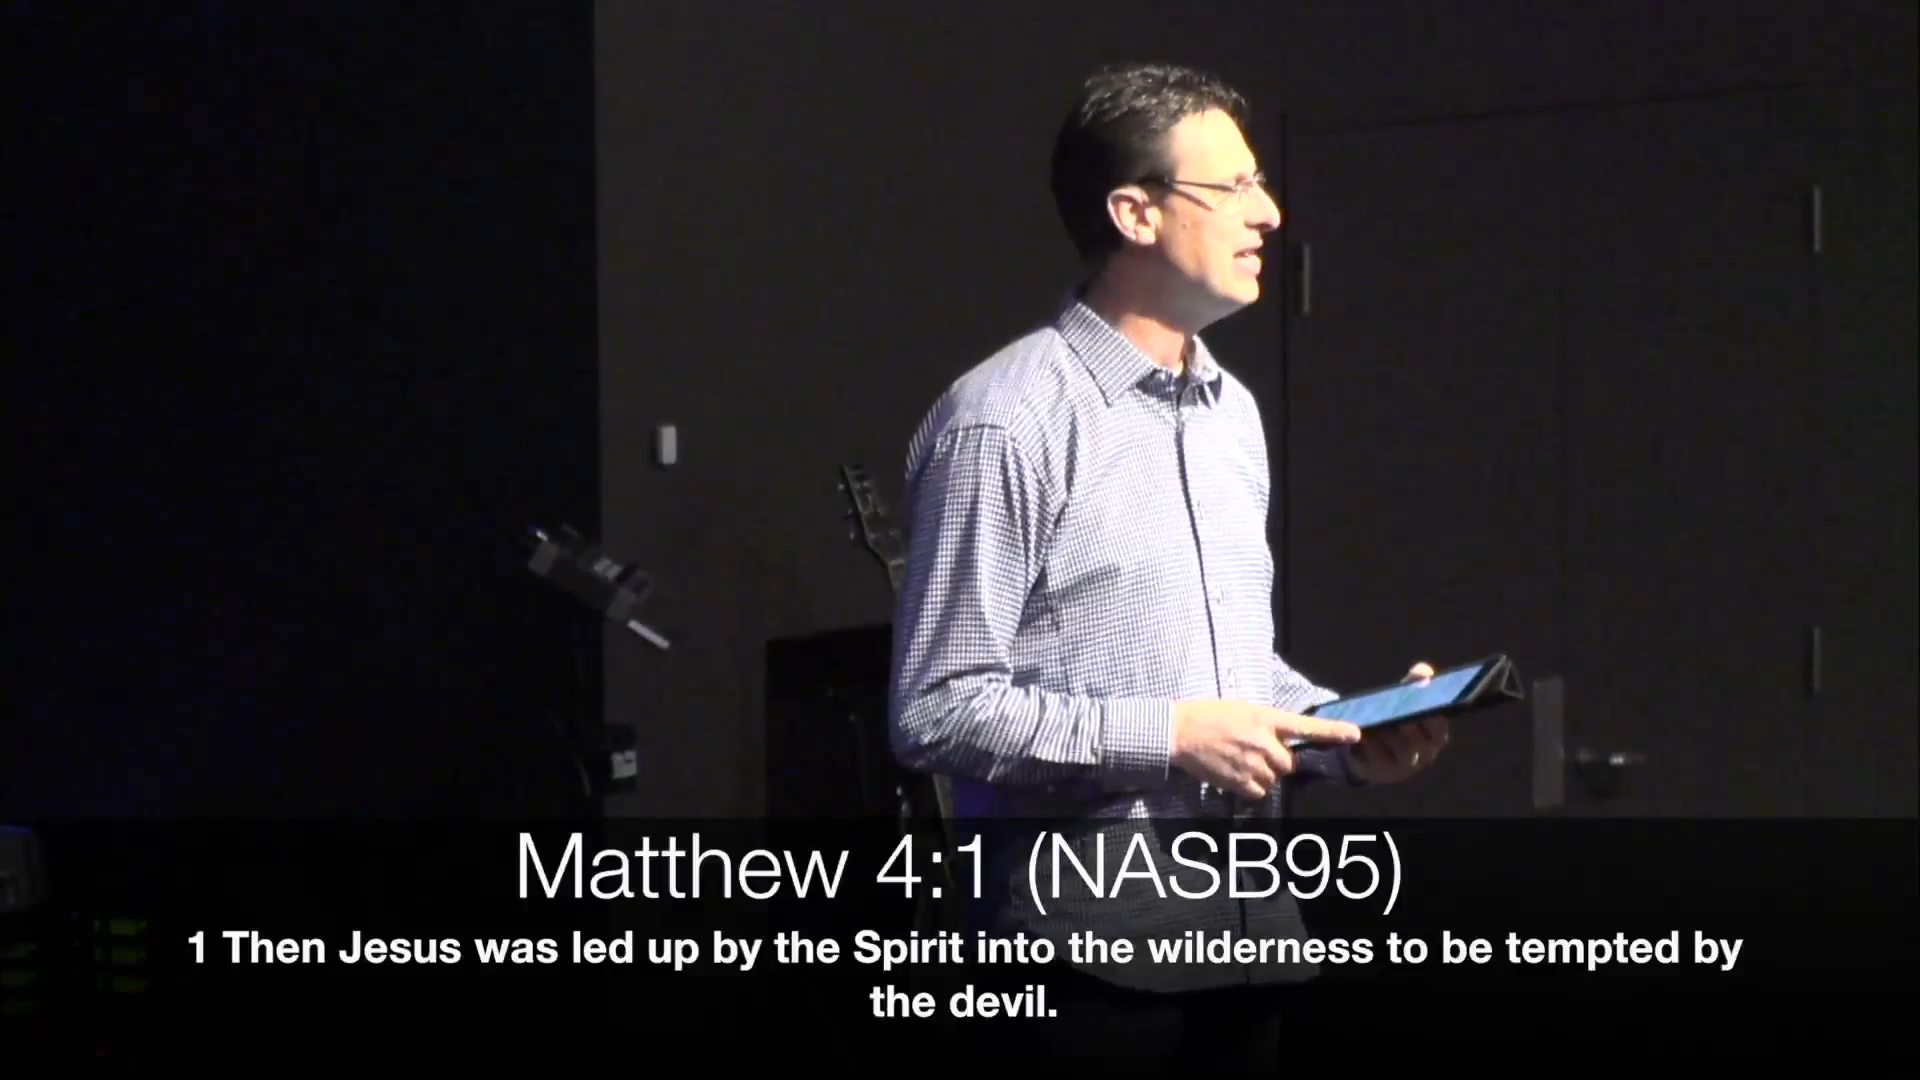 Matthew 4:1 (NASB95)
1 Then Jesus was led up by the Spirit into the wilderness to be tempted by
the devil.